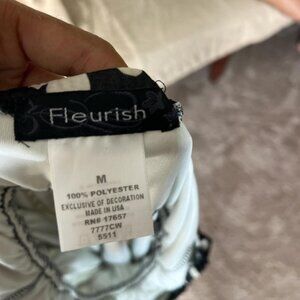 Fleurish
M
100% POLYESTER
EXCLUSIVE OF DECORATION
MADE IN USA
RN# 17657
7777CW
5511